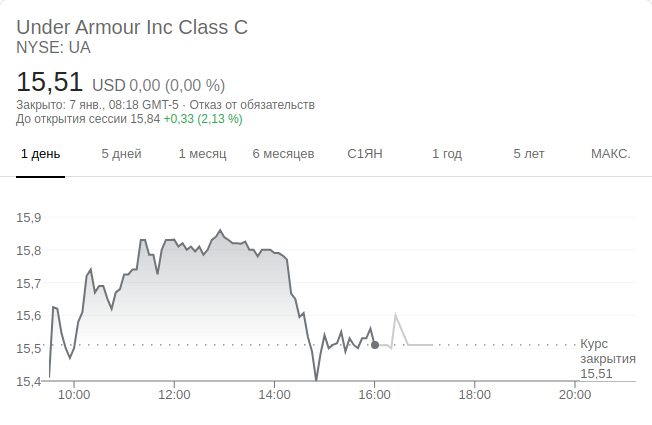 Under Armour Inc Class C
NYSE: UA
15,51 USD 0,00 (0,00 %)
Закрыто: 7 янв., 08:18 GMT-5 · Отказ от обязательств
До открытия сессии 15,84 +0,33 (2,13 %)
1 день 5 дней 1 месяц 6 месяцев С1ЯН 1 год 5 лет МАКС.
15,9
15,8
15,7
15,6
15,5
15,4
Курс
закрытия
15,51
10:00 12:00 14:00 16:00 18:00 20:00